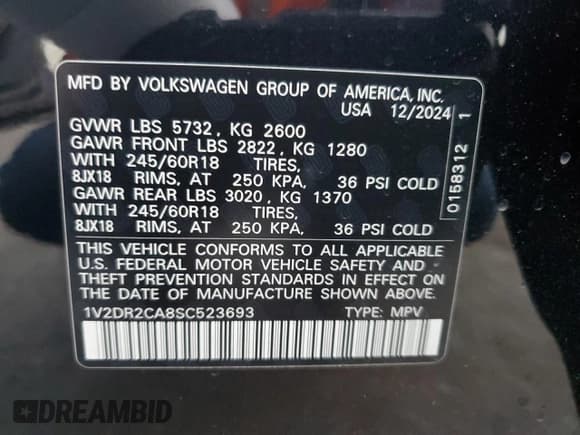 MFD BY VOLKSWAGEN GROUP OF AMERICA, INC.
USA 12/2024
GVWR LBS 5732, KG 2600
GAWR FRONT LBS 2822, KG 1280
WITH 245/60R18 TIRES,
8JX18 RIMS, AT 250 KPA, 36 PSI COLD
GAWR REAR LBS 3020, KG 1370
WITH 245/60R18 TIRES,
8JX18 RIMS, AT 250 KPA, 36 PSI COLD
THIS VEHICLE CONFORMS TO ALL APPLICABLE
U.S. FEDERAL MOTOR VEHICLE SAFETY AND
THEFT PREVENTION STANDARDS IN EFFECT ON
THE DATE OF MANUFACTURE SHOWN ABOVE.
1V2DR2CA8SC523693 TYPE: MPV
0158312 1
DREAMBID